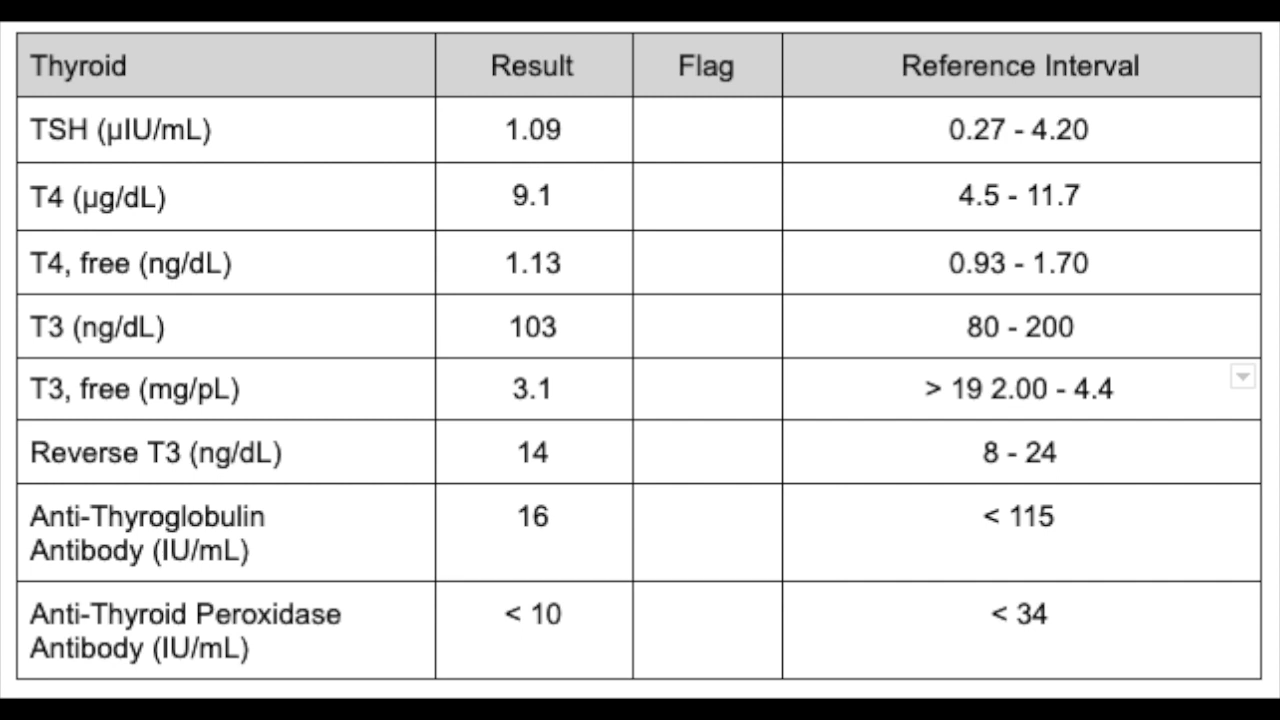 Thyroid Result Flag Reference Interval
TSH (µIU/mL) 1.09 0.27 - 4.20
T4 (µg/dL) 9.1 4.5 - 11.7
T4, free (ng/dL) 1.13 0.93 - 1.70
T3 (ng/dL) 103 80 - 200
T3, free (mg/pL) 3.1 > 19 2.00 - 4.4
Reverse T3 (ng/dL) 14 8 - 24
Anti-Thyroglobulin 16 < 115
Antibody (IU/mL)
Anti-Thyroid Peroxidase < 10 < 34
Antibody (IU/mL)